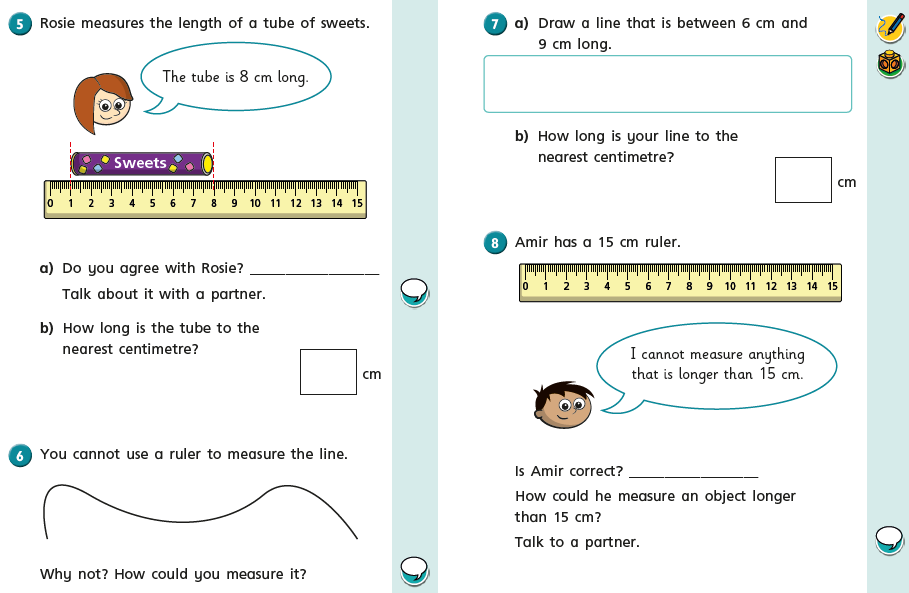 5 Rosie measures the length of a tube of sweets.
The tube is 8 cm long.
Sweets
0 1 2 3 4 5 6 7 8 9 10 11 12 13 14 15
a) Do you agree with Rosie? __________________
Talk about it with a partner.
b) How long is the tube to the
nearest centimetre?
cm
6 You cannot use a ruler to measure the line.
Why not? How could you measure it?
7 a) Draw a line that is between 6 cm and
9 cm long.
b) How long is your line to the
nearest centimetre?
cm
8 Amir has a 15 cm ruler.
0 1 2 3 4 5 6 7 8 9 10 11 12 13 14 15
I cannot measure anything
that is longer than 15 cm.
Is Amir correct? __________________
How could he measure an object longer
than 15 cm?
Talk to a partner.